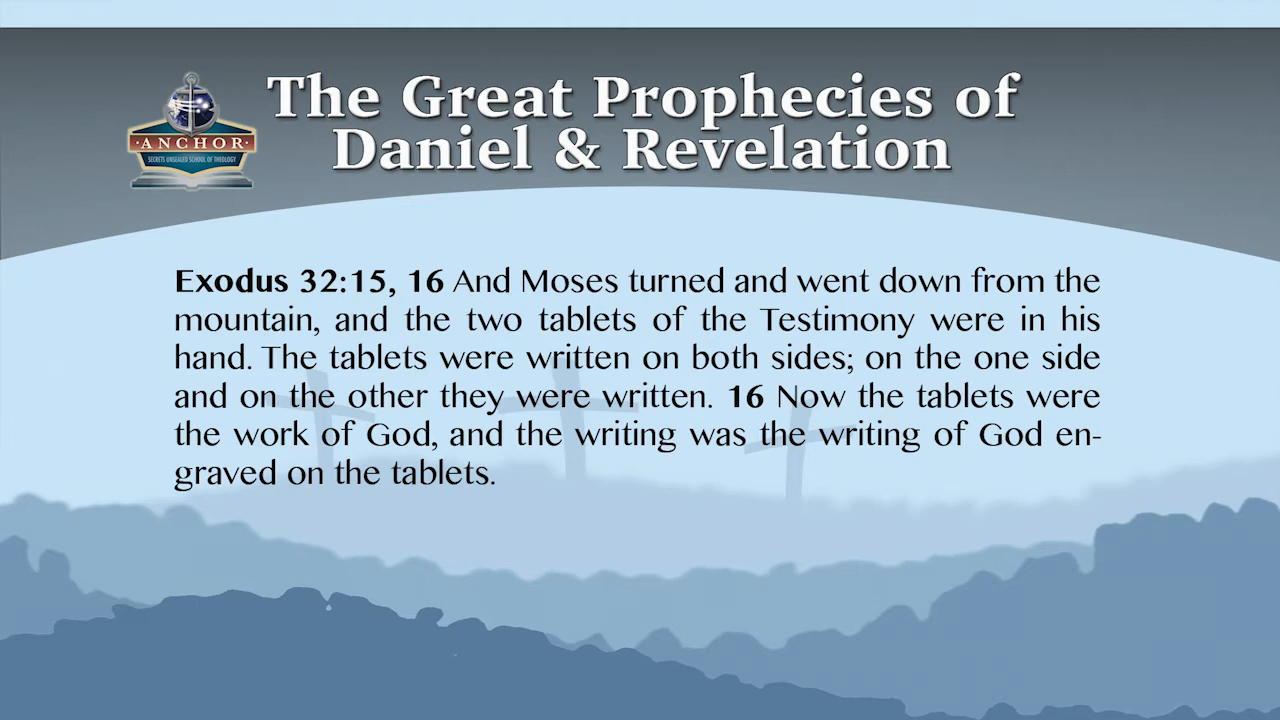 The Great Prophecies of
Daniel & Revelation
·ANCHOR·
SECRETS UNSEALED SCHOOL OF THEOLOGY
Exodus 32:15, 16 And Moses turned and went down from the
mountain, and the two tablets of the Testimony were in his
hand. The tablets were written on both sides; on the one side
and on the other they were written. 16 Now the tablets were
the work of God, and the writing was the writing of God en-
graved on the tablets.